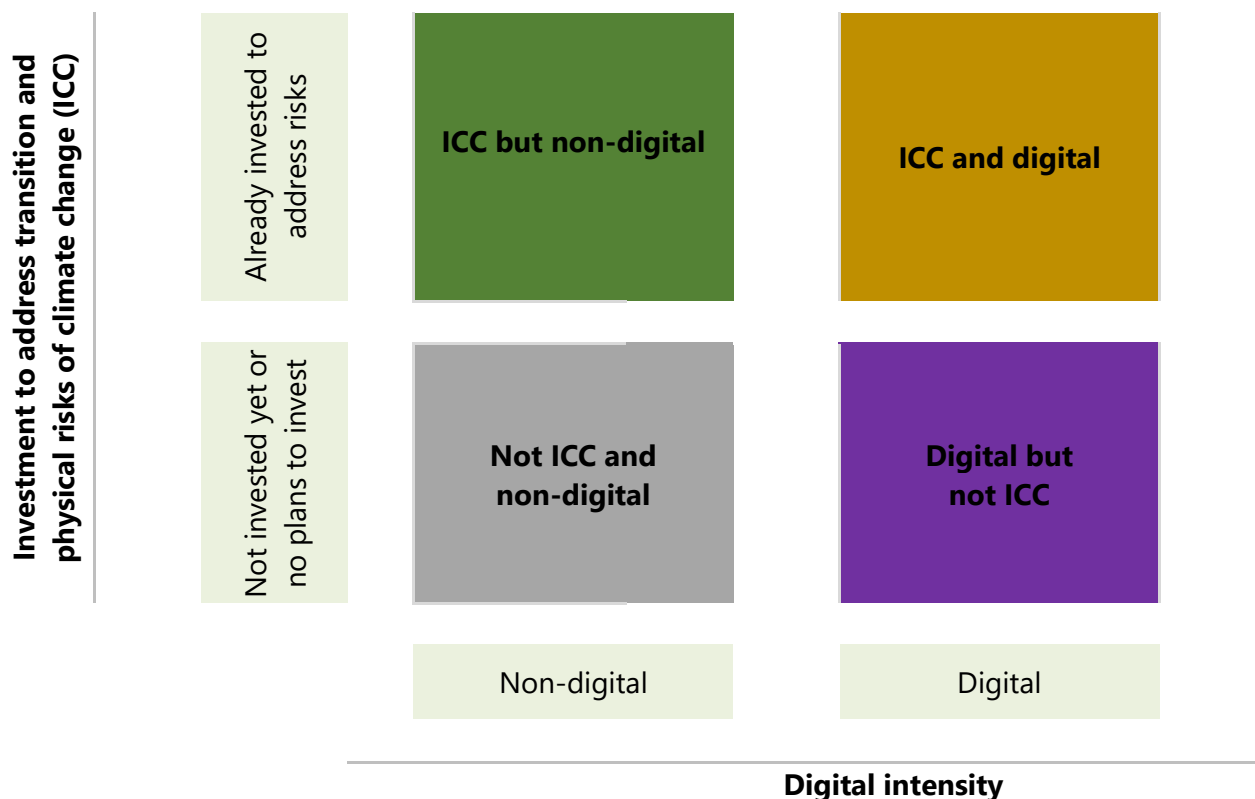 Investment to address transition and
physical risks of climate change (ICC)
Already invested to
address risks
ICC but non-digital
ICC and digital
Not invested yet or
no plans to invest
Not ICC and
non-digital
Digital but
not ICC
Non-digital
Digital
Digital intensity